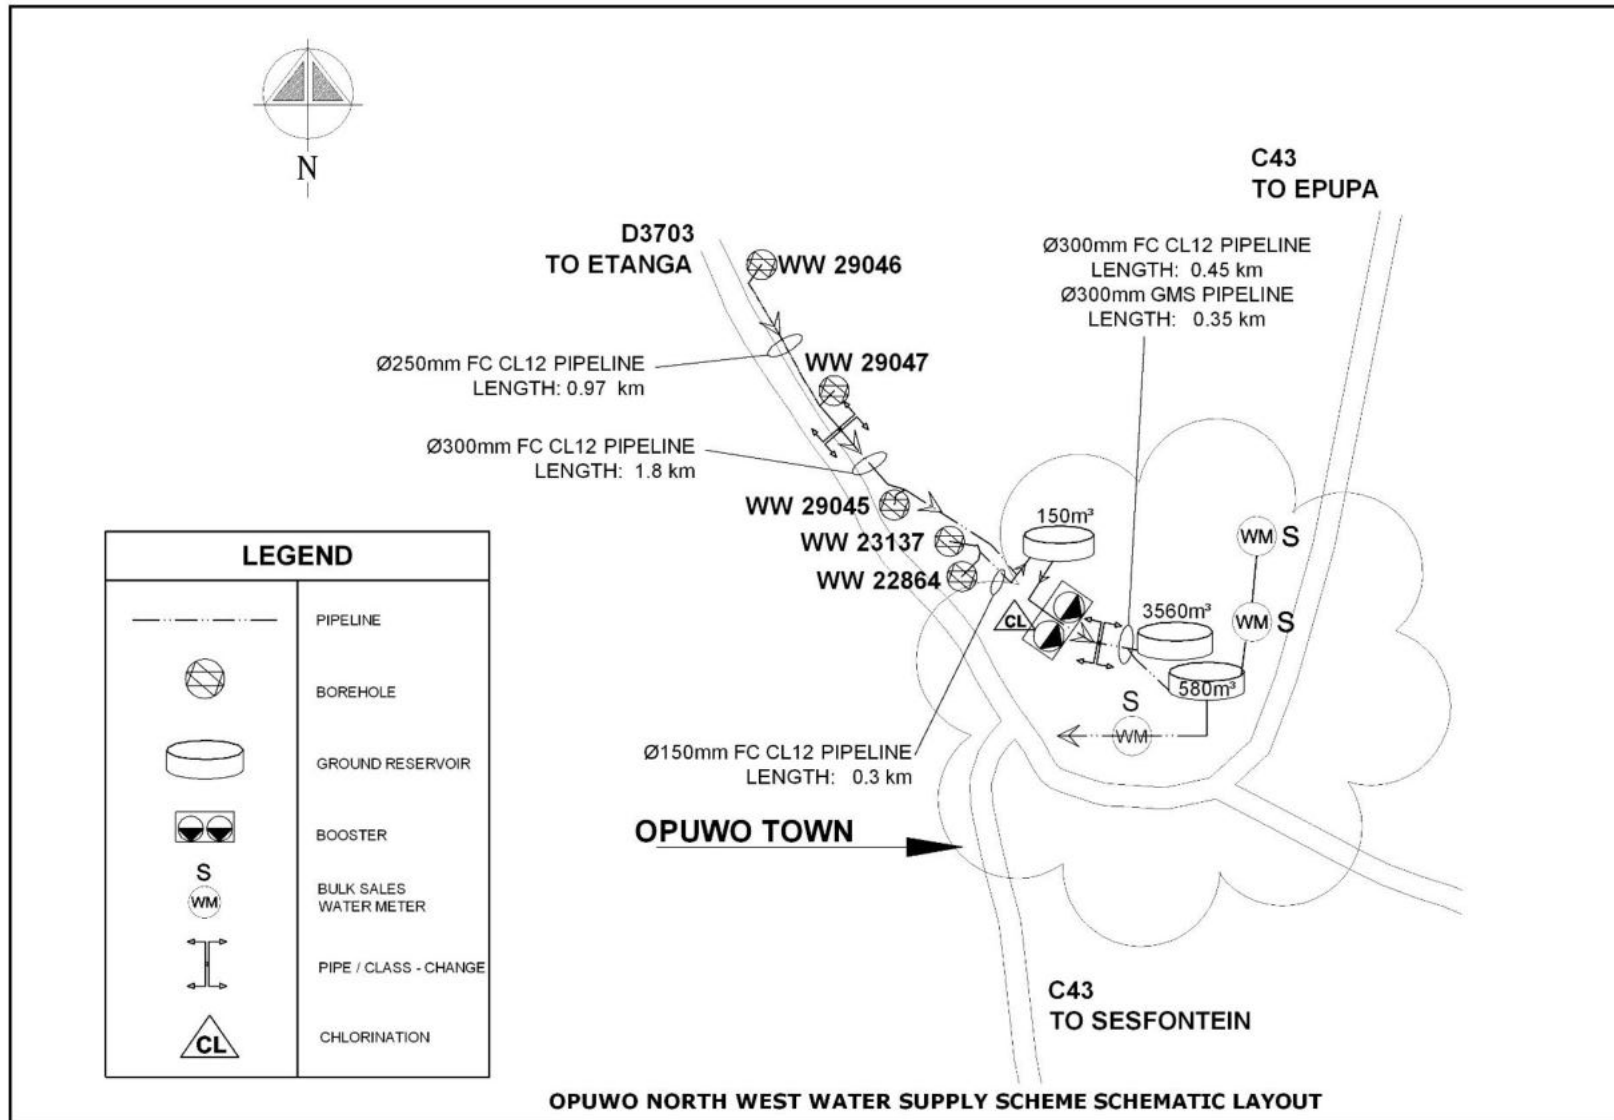 N
C43
TO EPUPA
D3703
TO ETANGA
WW 29046
Ø300mm FC CL12 PIPELINE
LENGTH: 0.45 km
Ø300mm GMS PIPELINE
LENGTH: 0.35 km
Ø250mm FC CL12 PIPELINE
LENGTH: 0.97 km
WW 29047
Ø300mm FC CL12 PIPELINE
LENGTH: 1.8 km
WW 29045
WW 23137
WW 22864
150m³
WM S
WM S
CL
3560m³
580m³
S
WM
Ø150mm FC CL12 PIPELINE
LENGTH: 0.3 km
OPUWO TOWN
C43
TO SESFONTEIN
LEGEND
PIPELINE
BOREHOLE
GROUND RESERVOIR
BOOSTER
S
WM
BULK SALES
WATER METER
PIPE / CLASS - CHANGE
CL
CHLORINATION
OPUWO NORTH WEST WATER SUPPLY SCHEME SCHEMATIC LAYOUT